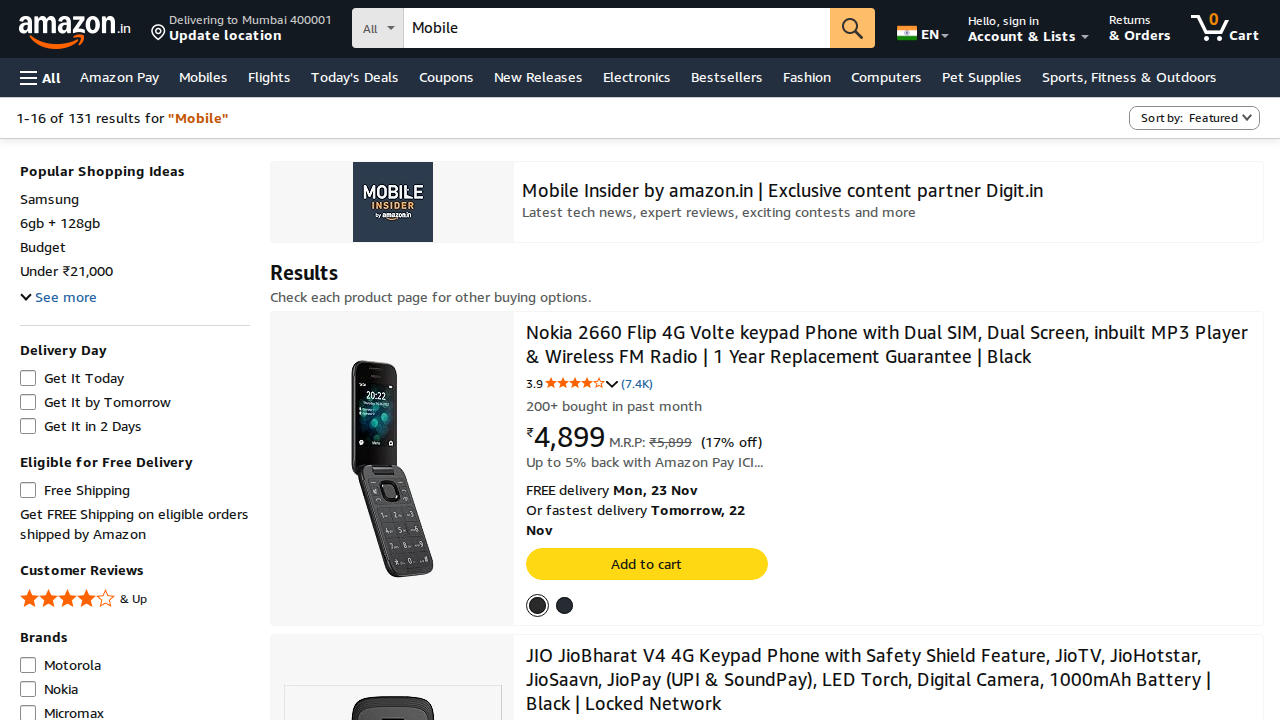 amazon.in
Delivering to Mumbai 400001
Update location
All
Mobile
EN
Hello, sign in
Account & Lists
Returns
& Orders
0
Cart
All
Amazon Pay
Mobiles
Flights
Today's Deals
Coupons
New Releases
Electronics
Bestsellers
Fashion
Computers
Pet Supplies
Sports, Fitness & Outdoors
1-16 of 131 results for "Mobile"
Sort by: Featured
Popular Shopping Ideas
Samsung
6gb + 128gb
Budget
Under ₹21,000
See more
Delivery Day
Get It Today
Get It by Tomorrow
Get It in 2 Days
Eligible for Free Delivery
Free Shipping
Get FREE Shipping on eligible orders
shipped by Amazon
Customer Reviews
& Up
Brands
Motorola
Nokia
Micromax
MOBILE
INSIDER
by amazon.in
Mobile Insider by amazon.in | Exclusive content partner Digit.in
Latest tech news, expert reviews, exciting contests and more
Results
Check each product page for other buying options.
20:22
Nokia 2660 Flip 4G Volte keypad Phone with Dual SIM, Dual Screen, inbuilt MP3 Player
& Wireless FM Radio | 1 Year Replacement Guarantee | Black
3.9 (7.4K)
200+ bought in past month
₹4,899 M.R.P: ₹5,899 (17% off)
Up to 5% back with Amazon Pay ICI…
FREE delivery Mon, 23 Nov
Or fastest delivery Tomorrow, 22
Nov
Add to cart
JIO JioBharat V4 4G Keypad Phone with Safety Shield Feature, JioTV, JioHotstar,
JioSaavn, JioPay (UPI & SoundPay), LED Torch, Digital Camera, 1000mAh Battery |
Black | Locked Network